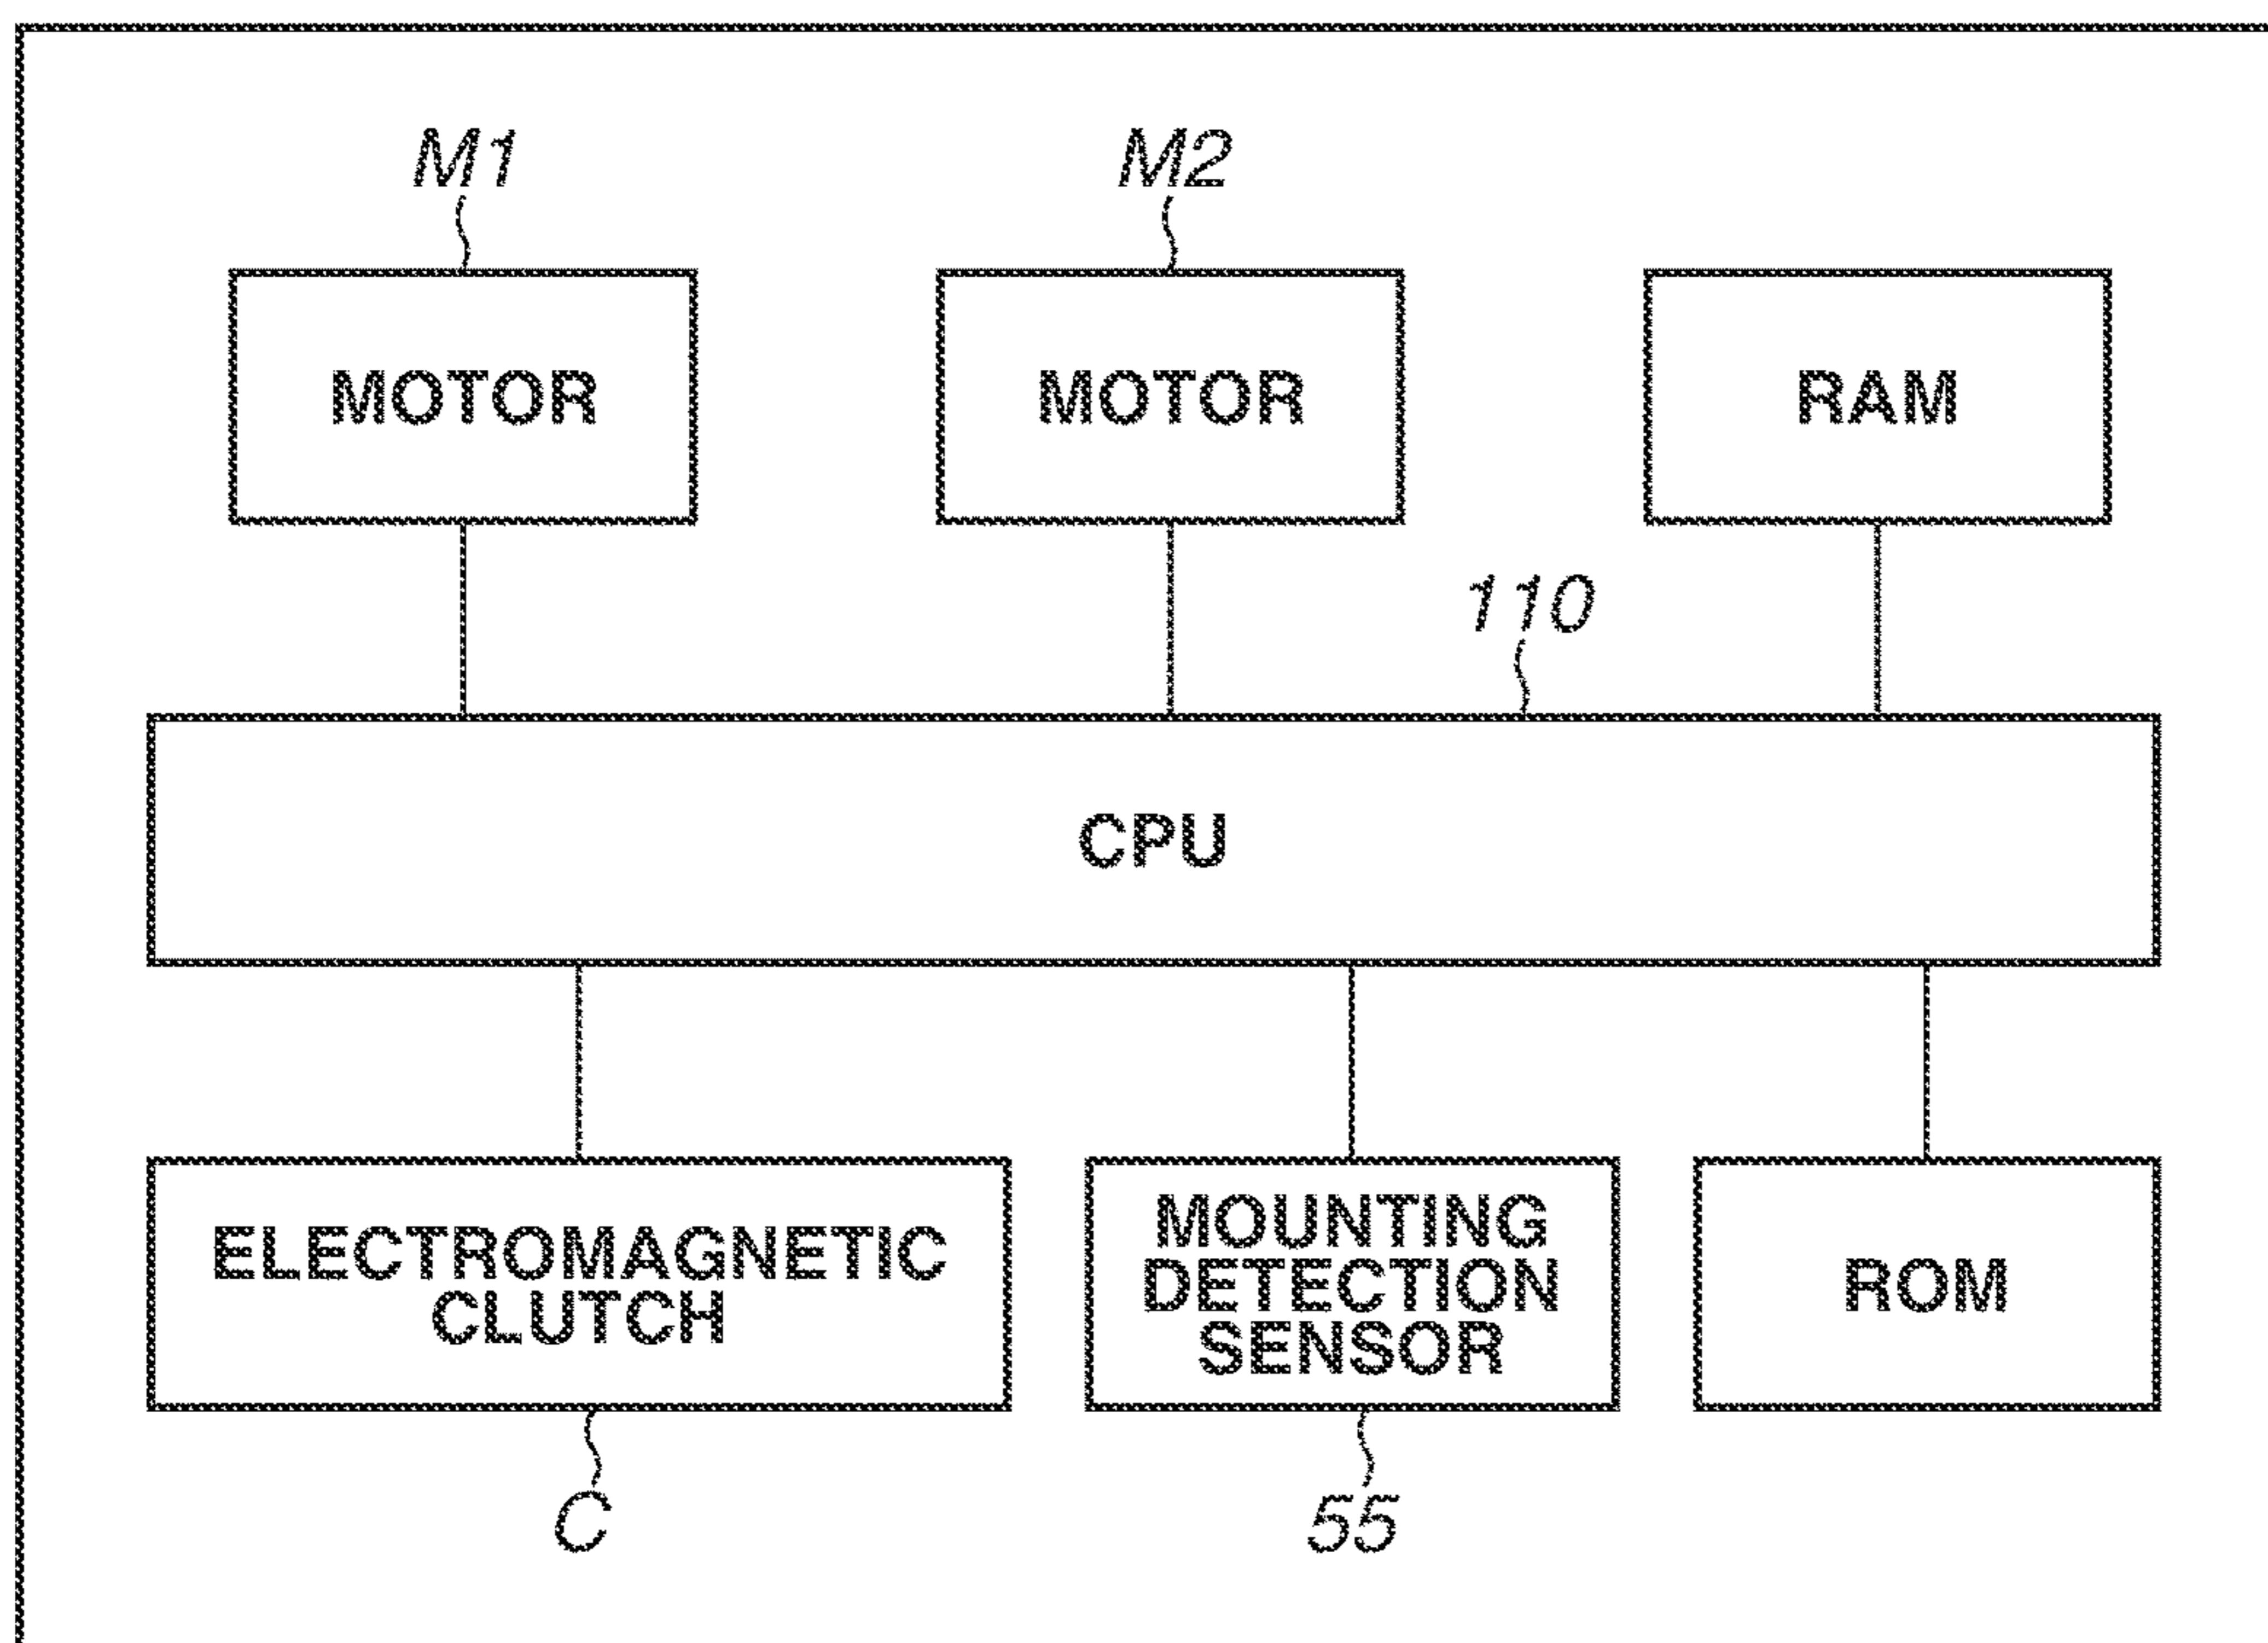 M1
M2
MOTOR
MOTOR
RAM
110
CPU
ELECTROMAGNETIC
CLUTCH
MOUNTING
DETECTION
SENSOR
ROM
C
55